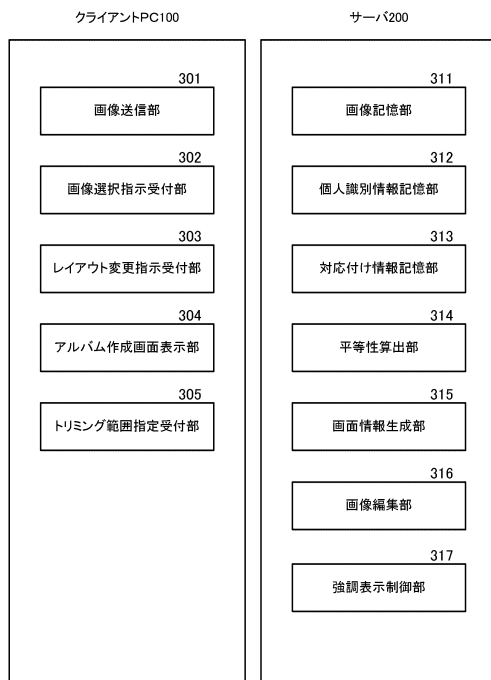 クライアントPC100
301
画像送信部
302
画像選択指示受付部
303
レイアウト変更指示受付部
304
アルバム作成画面表示部
305
トリミング範囲指定受付部
サーバ200
311
画像記憶部
312
個人識別情報記憶部
313
対応付け情報記憶部
314
平等性算出部
315
画面情報生成部
316
画像編集部
317
強調表示制御部